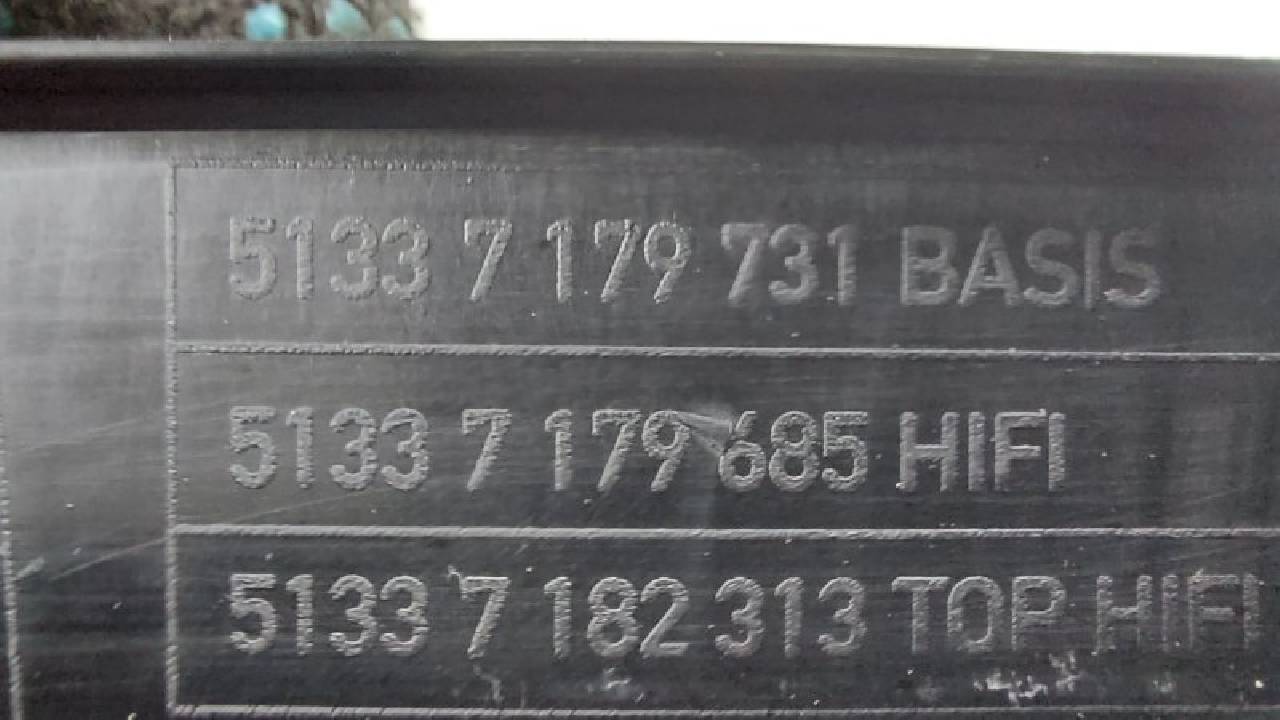 5133 7 179 731 BASIS
5133 7 179 685 HIFI
5133 7 182 313 TOP HIFI